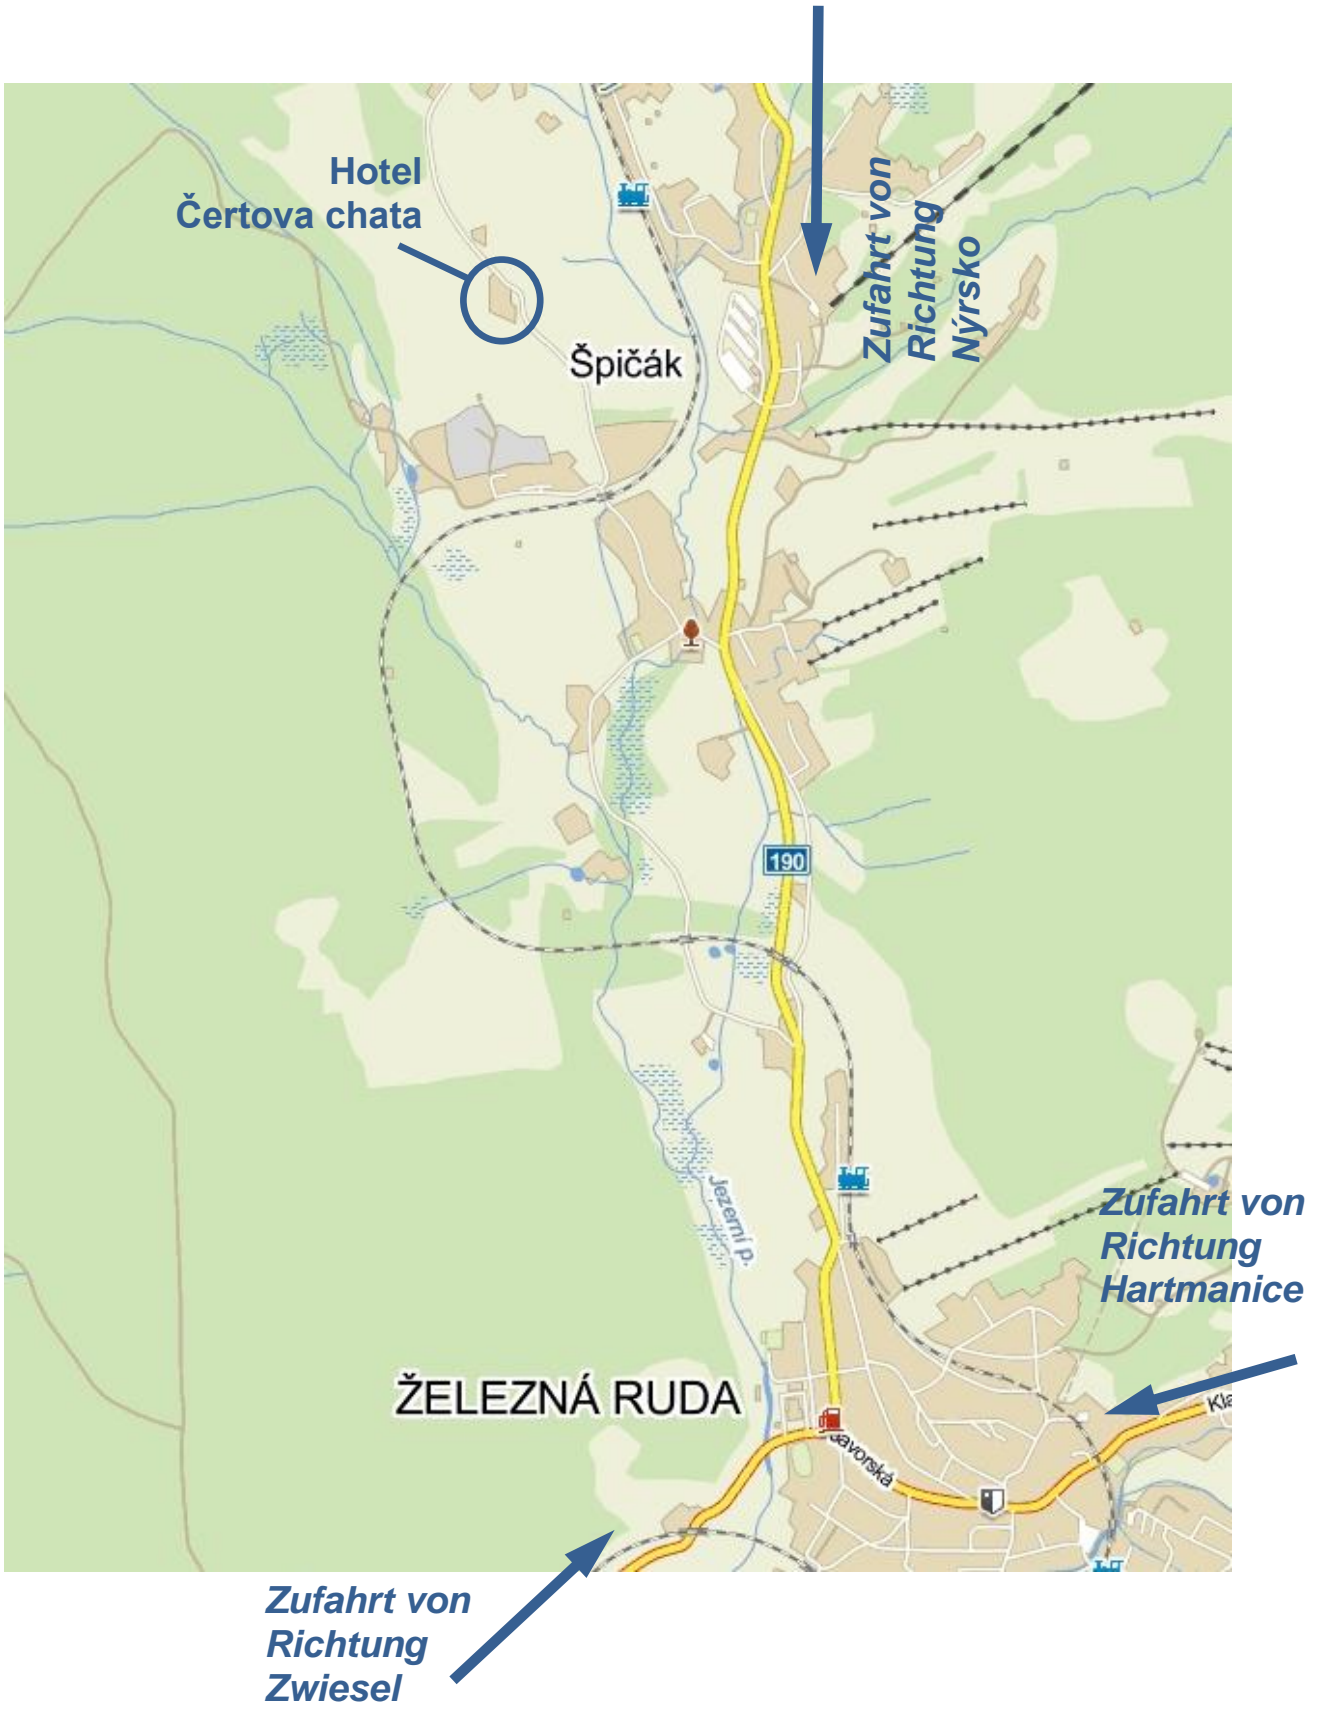 Hotel
Čertova chata
Zufahrt von
Richtung
Nýrsko
Špičák
190
Jezerní p.
Zufahrt von
Richtung
Hartmanice
ŽELEZNÁ RUDA
Javorská
Kla
Zufahrt von
Richtung
Zwiesel